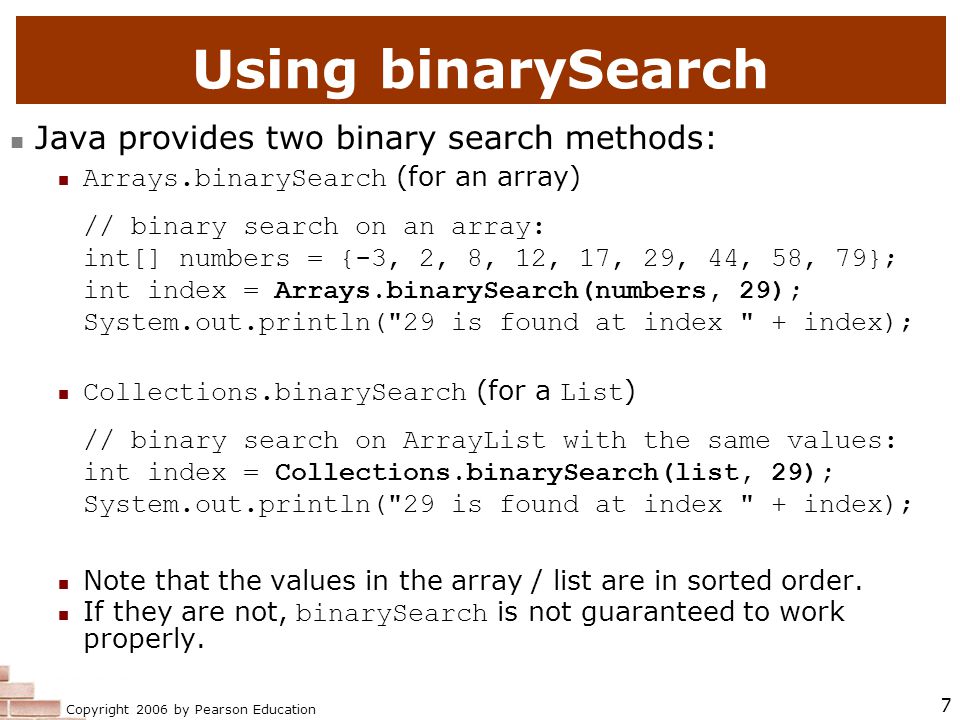 Using binarySearch
Java provides two binary search methods:
Arrays.binarySearch (for an array)
// binary search on an array:
int[] numbers = {-3, 2, 8, 12, 17, 29, 44, 58, 79};
int index = Arrays.binarySearch(numbers, 29);
System.out.println("29 is found at index " + index);
Collections.binarySearch (for a List)
// binary search on ArrayList with the same values:
int index = Collections.binarySearch(list, 29);
System.out.println("29 is found at index " + index);
Note that the values in the array / list are in sorted order.
If they are not, binarySearch is not guaranteed to work
properly.
Copyright 2006 by Pearson Education
7